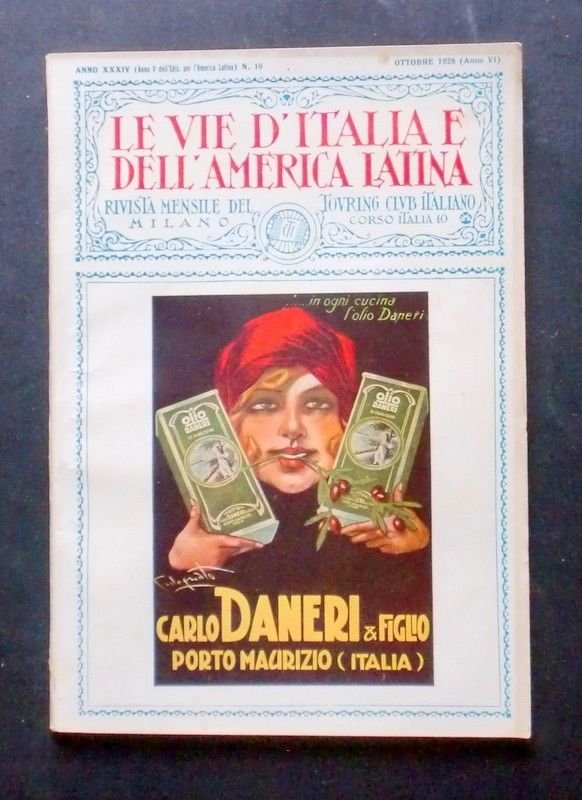 ANNO XXXIV (Anno V dell'Ediz. per l'America Latina) N. 10
OTTOBRE 1928 (Anno VI)
LE VIE D'ITALIA E
DELL'AMERICA LATINA
RIVISTA MENSILE DEL TOVRING CLVB ITALIANO
MILANO CORSO ITALIA 10
......in ogni cucina
l'olio Daneri
olio
DANERI
olio
DANERI
DANERI
CARLO DANERI & FIGLIO
PORTO MAURIZIO (ITALIA)